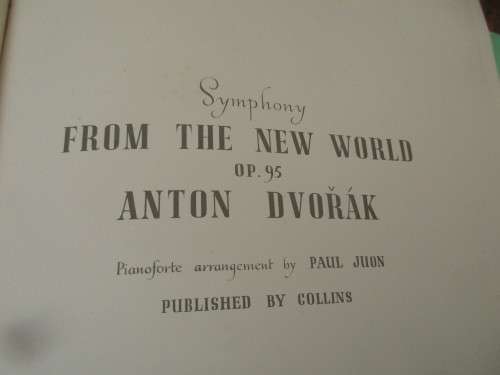 Symphony
FROM THE NEW WORLD
OP. 95
ANTON DVOŘÁK
Pianoforte arrangement by PAUL JUON
PUBLISHED BY COLLINS